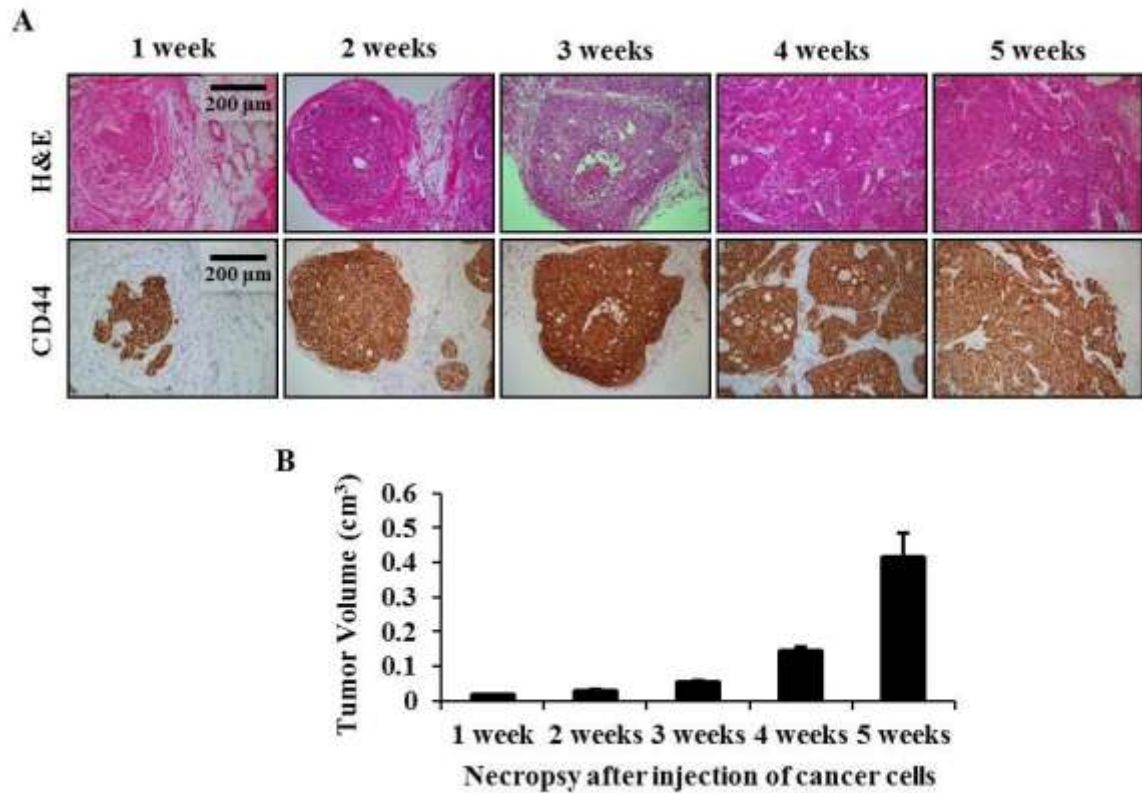 A
1 week 2 weeks 3 weeks 4 weeks 5 weeks
H&E
200 µm
CD44
200 µm
B
Tumor Volume (cm³)
0.6
0.5
0.4
0.3
0.2
0.1
0
1 week 2 weeks 3 weeks 4 weeks 5 weeks
Necropsy after injection of cancer cells